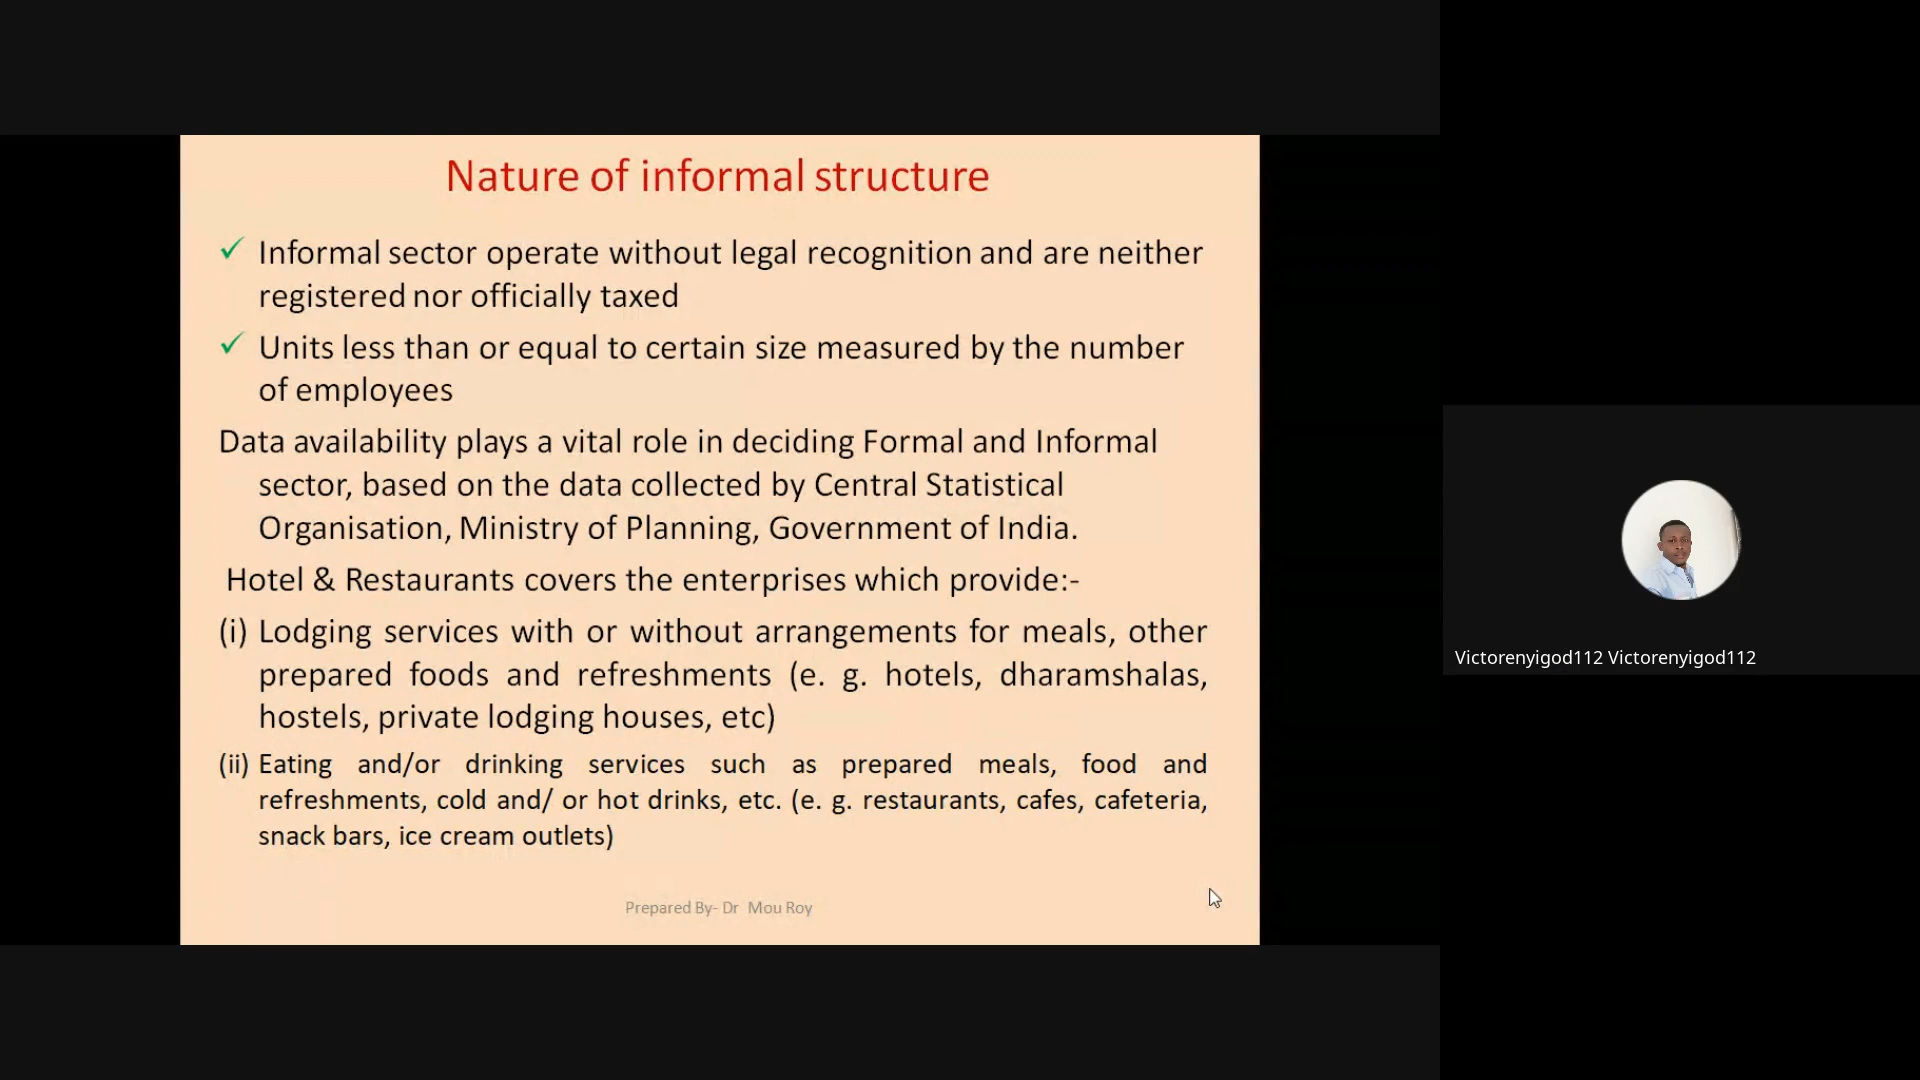 Nature of informal structure
✓ Informal sector operate without legal recognition and are neither
registered nor officially taxed
✓ Units less than or equal to certain size measured by the number
of employees
Data availability plays a vital role in deciding Formal and Informal
sector, based on the data collected by Central Statistical
Organisation, Ministry of Planning, Government of India.
Hotel & Restaurants covers the enterprises which provide:-
(i) Lodging services with or without arrangements for meals, other
prepared foods and refreshments (e. g. hotels, dharamshalas,
hostels, private lodging houses, etc)
(ii) Eating and/or drinking services such as prepared meals, food and
refreshments, cold and/ or hot drinks, etc. (e. g. restaurants, cafes, cafeteria,
snack bars, ice cream outlets)
Prepared By- Dr Mou Roy
Victorenyigod112 Victorenyigod112